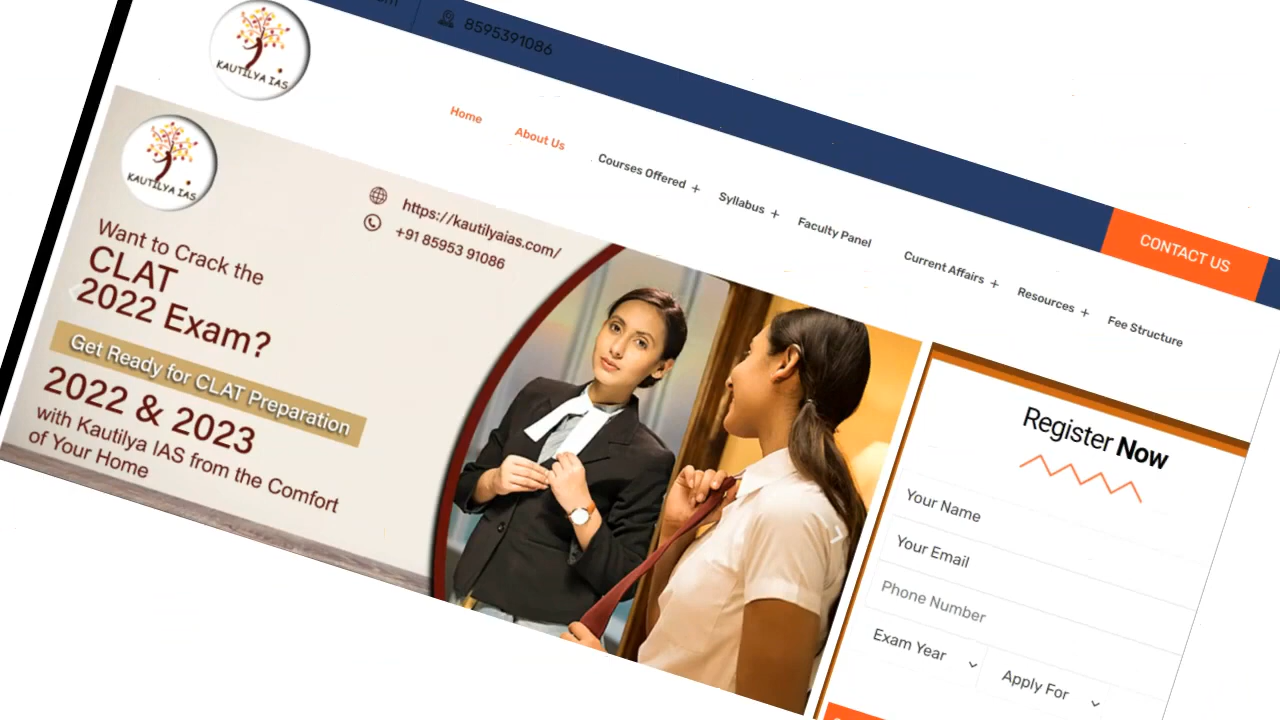 8595391086
KAUTILYA IAS
Home
About Us
Courses Offered +
Syllabus +
Faculty Panel
Current Affairs +
Resources +
Fee Structure
CONTACT US
KAUTILYA IAS
https://kautilyaias.com/
+91 85953 91086
Want to Crack the
CLAT
2022 Exam?
Get Ready for CLAT Preparation
2022 & 2023
with Kautilya IAS from the Comfort
of Your Home
Register Now
Your Name
Your Email
Phone Number
Exam Year
Apply For